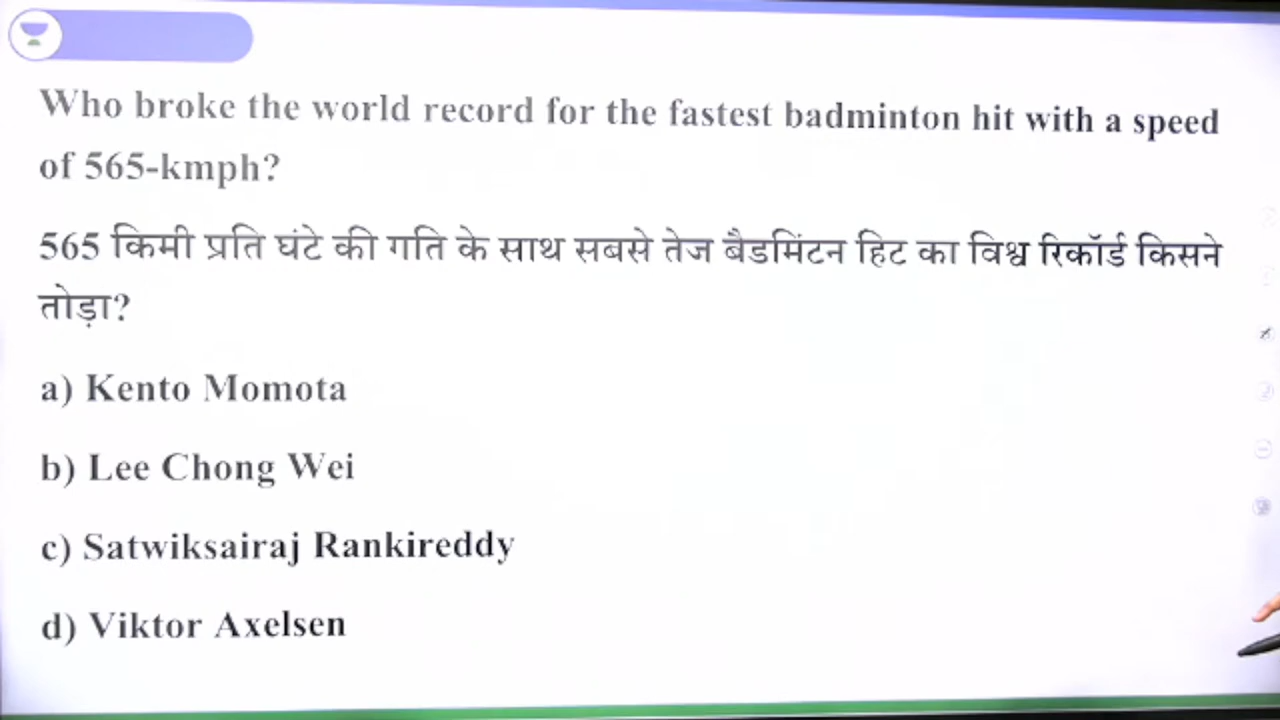 Who broke the world record for the fastest badminton hit with a speed
of 565-kmph?
565 किमी प्रति घंटे की गति के साथ सबसे तेज बैडमिंटन हिट का विश्व रिकॉर्ड किसने
तोड़ा?
a) Kento Momota
b) Lee Chong Wei
c) Satwiksairaj Rankireddy
d) Viktor Axelsen